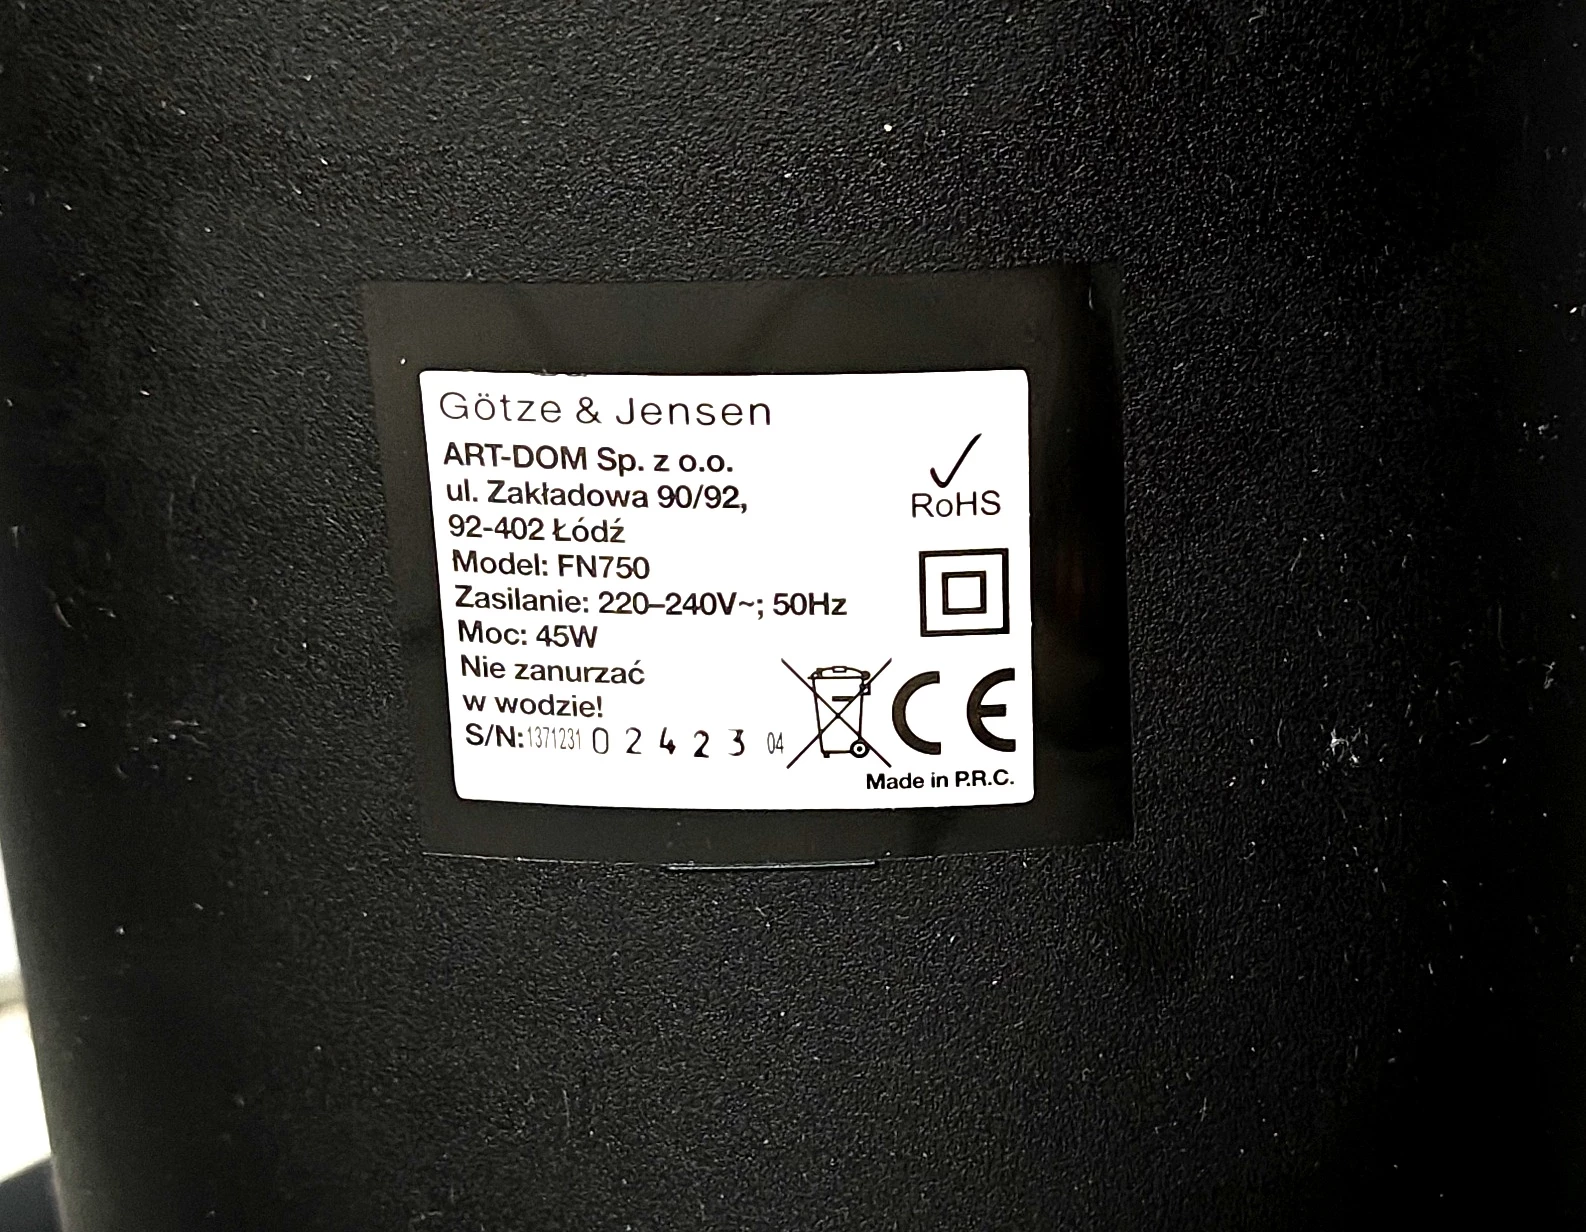 Götze & Jensen
ART-DOM Sp. z o.o.
ul. Zakładowa 90/92,
92-402 Łódź
Model: FN750
Zasilanie: 220–240V~; 50Hz
Moc: 45W
Nie zanurzać
w wodzie!
S/N:1371231 0 2 4 2 3 04
RoHS
CE
Made in P.R.C.